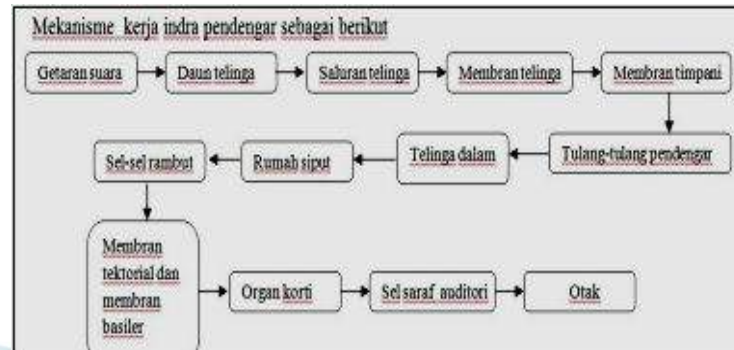 Mekanisme kerja indra pendengar sebagai berikut
Getaran suara
Daun telinga
Saluran telinga
Membran telinga
Membran timpani
Tulang-tulang pendengar
Telinga dalam
Rumah siput
Sel-sel rambut
Membran
tektorial dan
membran
basiler
Organ korti
Sel saraf auditori
Otak